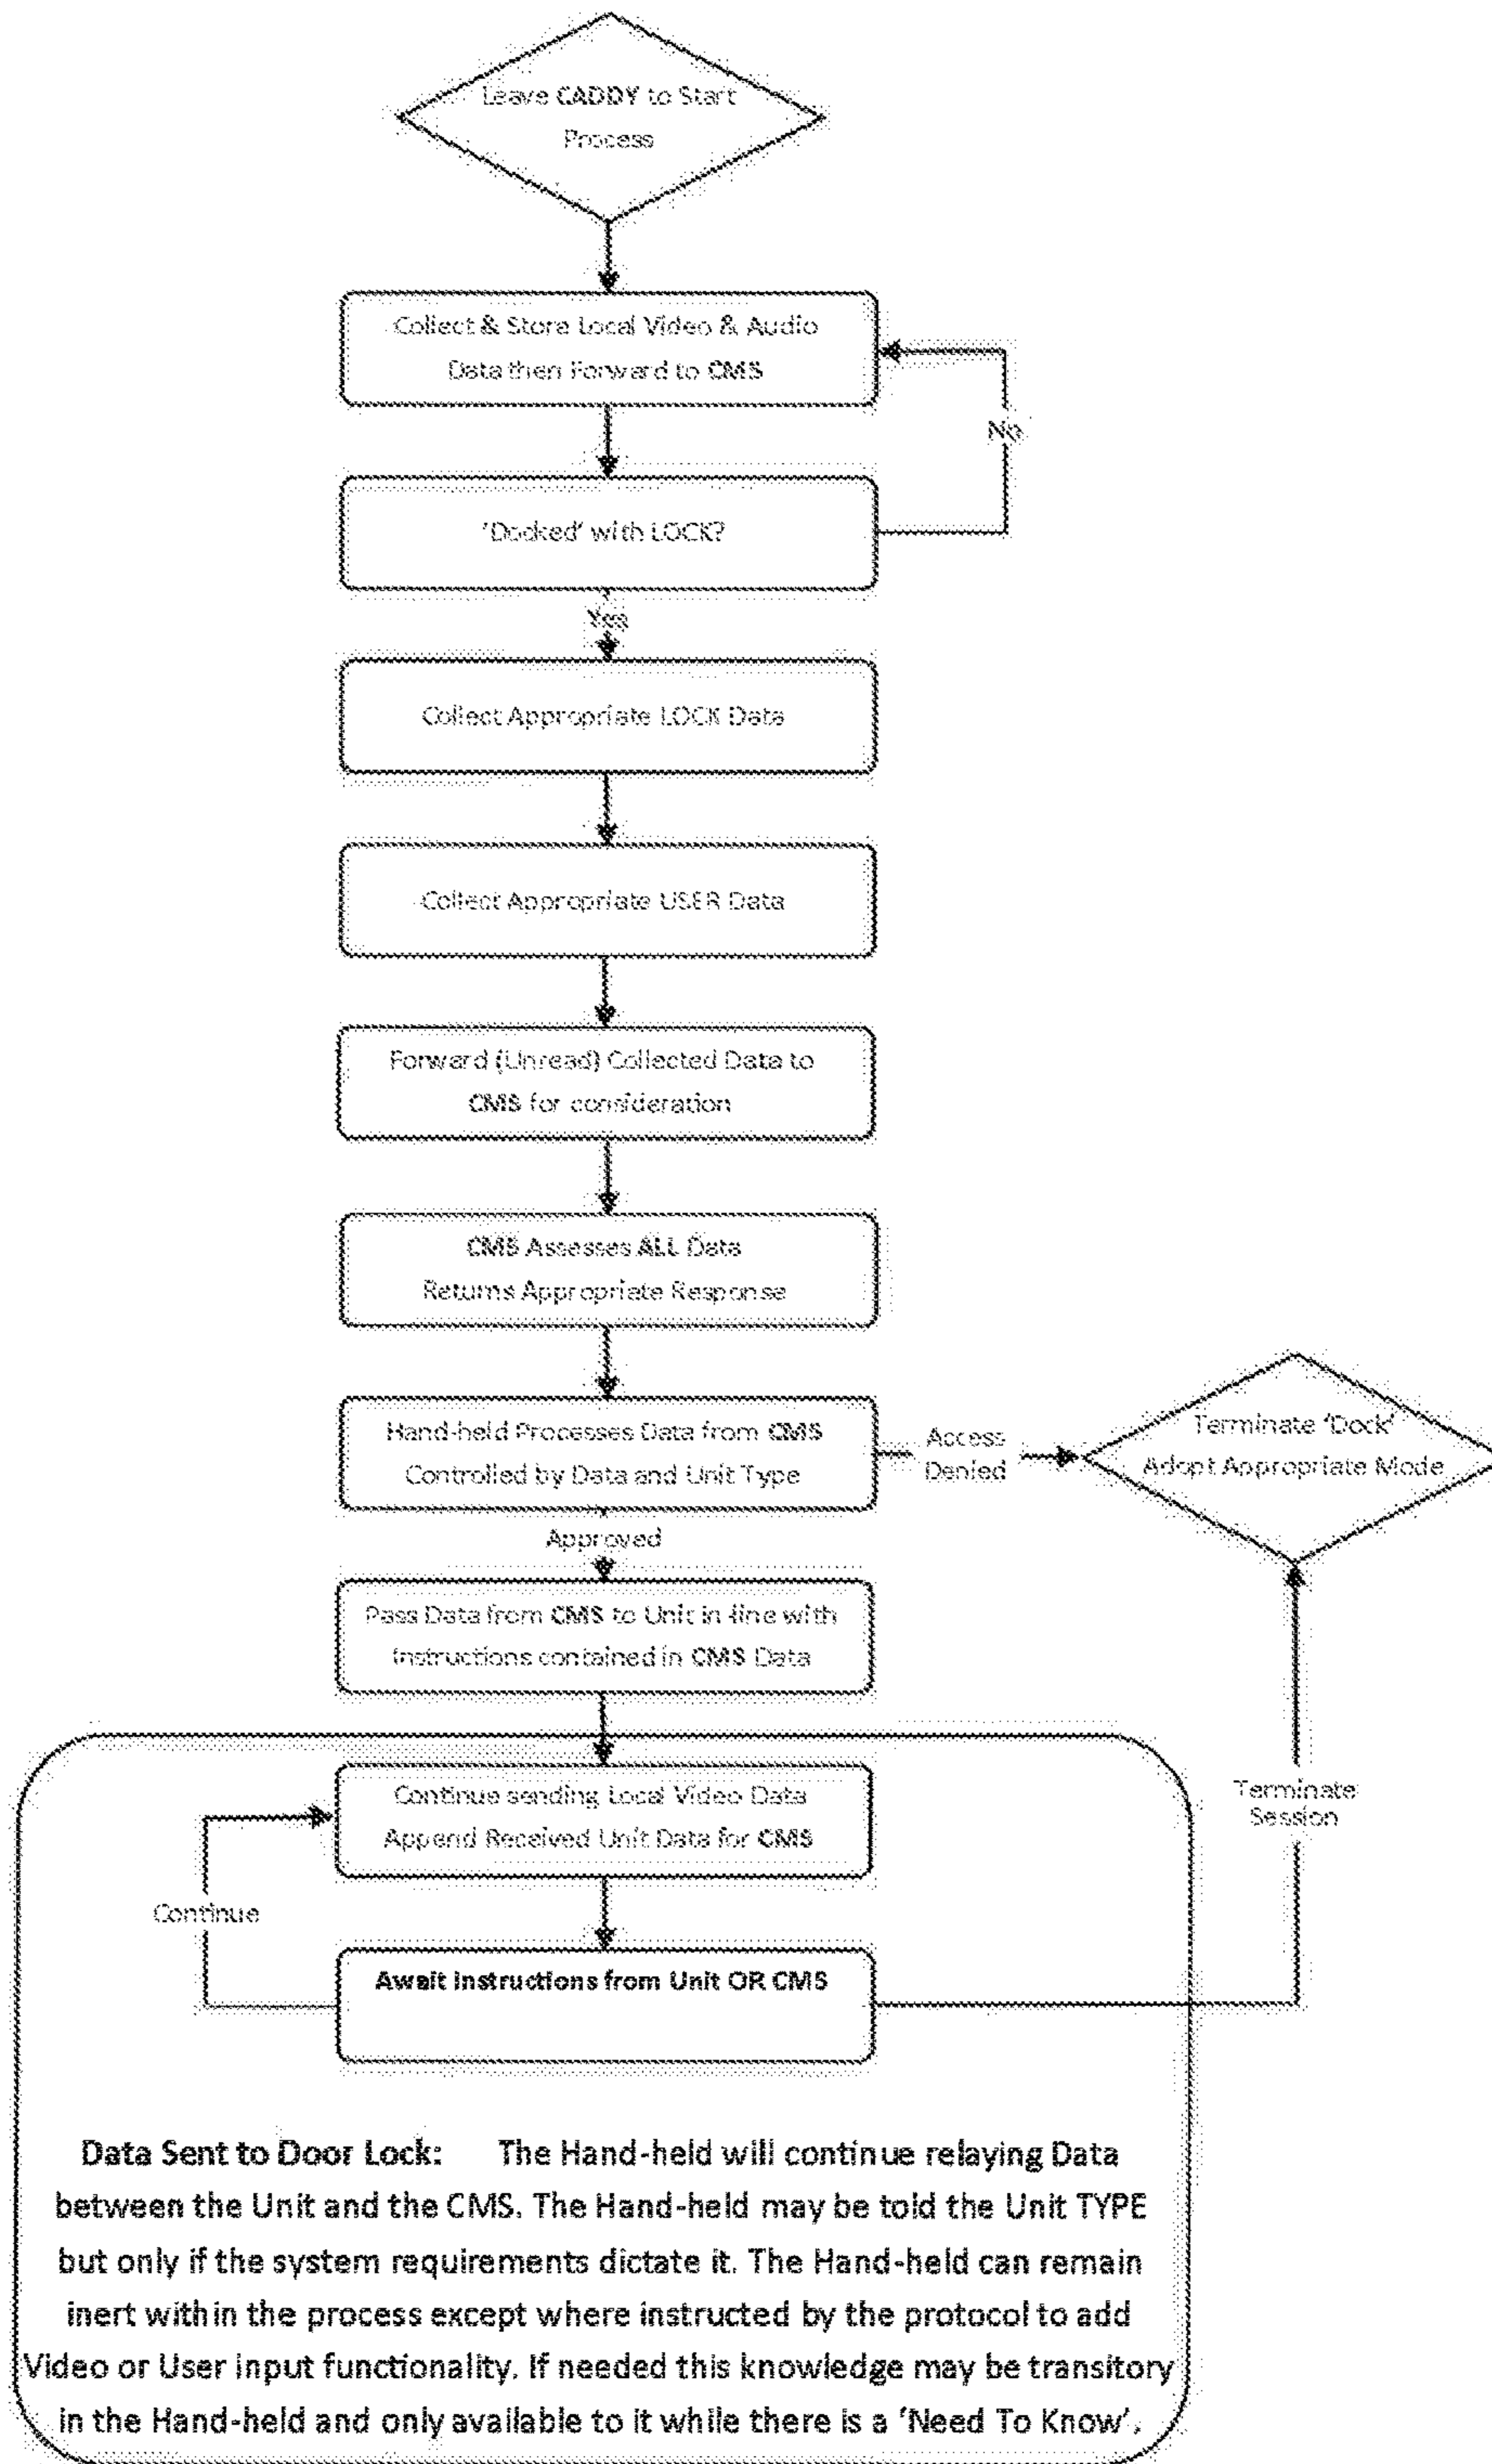 Leave CADDY to Start
Process
Collect & Store Local Video & Audio
Data then Forward to CMS
No
'Docked' with LOCK?
Yes
Collect Appropriate LOCK Data
Collect Appropriate USER Data
Forward (Unread) Collected Data to
CMS for consideration
CMS Assesses ALL Data
Returns Appropriate Response
Hand-held Processes Data from CMS
Controlled by Data and Unit Type
Access
Denied
Terminate 'Dock'
Adopt Appropriate Mode
Approved
Pass Data from CMS to Unit in-line with
Instructions contained in CMS Data
Continue sending Local Video Data
Append Received Unit Data for CMS
Terminate
Session
Continue
Await Instructions from Unit OR CMS
Data Sent to Door Lock: The Hand-held will continue relaying Data
between the Unit and the CMS. The Hand-held may be told the Unit TYPE
but only if the system requirements dictate it. The Hand-held can remain
inert within the process except where instructed by the protocol to add
Video or User input functionality. If needed this knowledge may be transitory
in the Hand-held and only available to it while there is a 'Need To Know'.